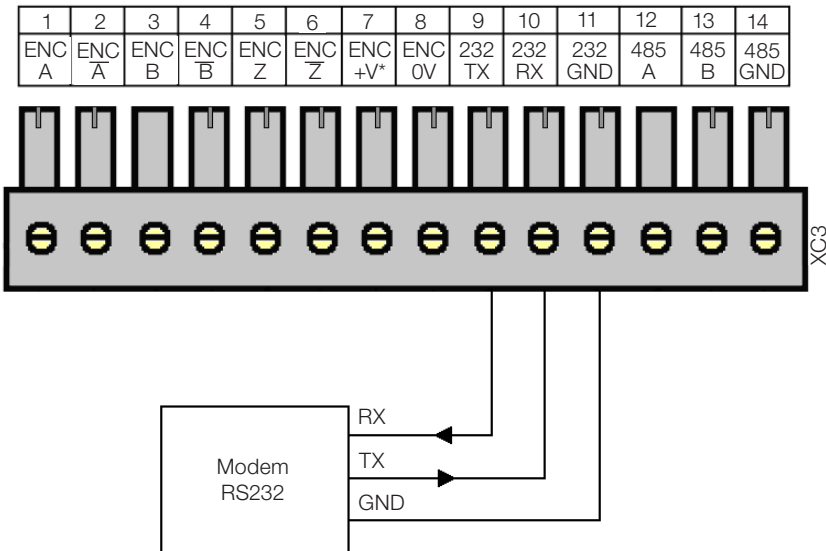 1 2 3 4 5 6 7 8 9 10 11 12 13 14
ENC ENC ENC ENC ENC ENC ENC ENC 232 232 232 485 485 485
A A̅ B B̅ Z Z̅ +V* 0V TX RX GND A B GND
XC3
RX
TX
GND
Modem
RS232